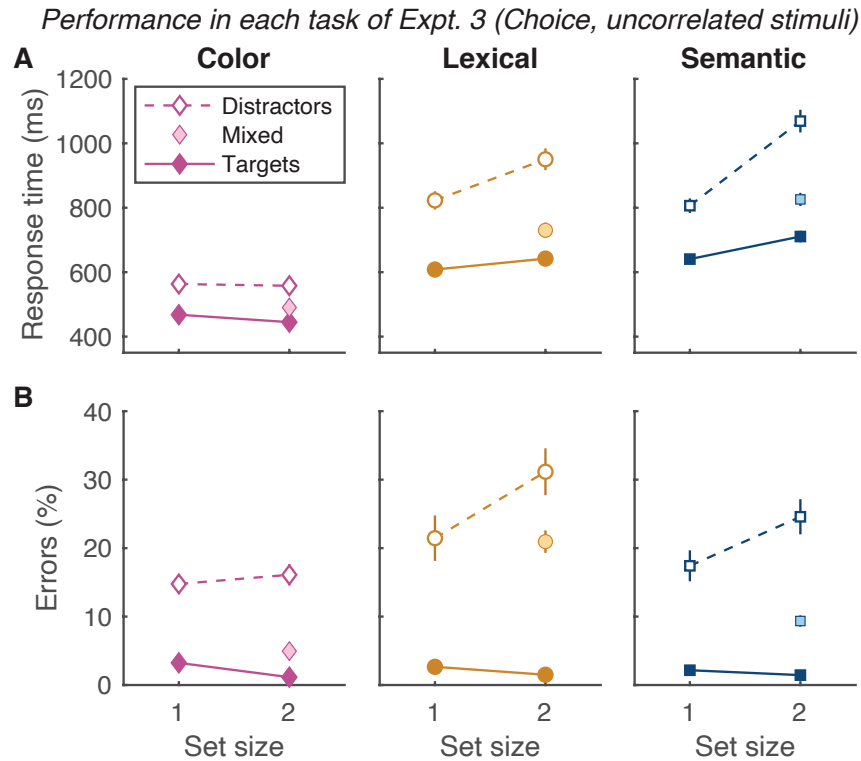 Performance in each task of Expt. 3 (Choice, uncorrelated stimuli)
A
Color
Lexical
Semantic
Response time (ms)
1200
1000
800
600
400
Distractors
Mixed
Targets
B
Errors (%)
40
30
20
10
0
1 2
1 2
1 2
Set size
Set size
Set size